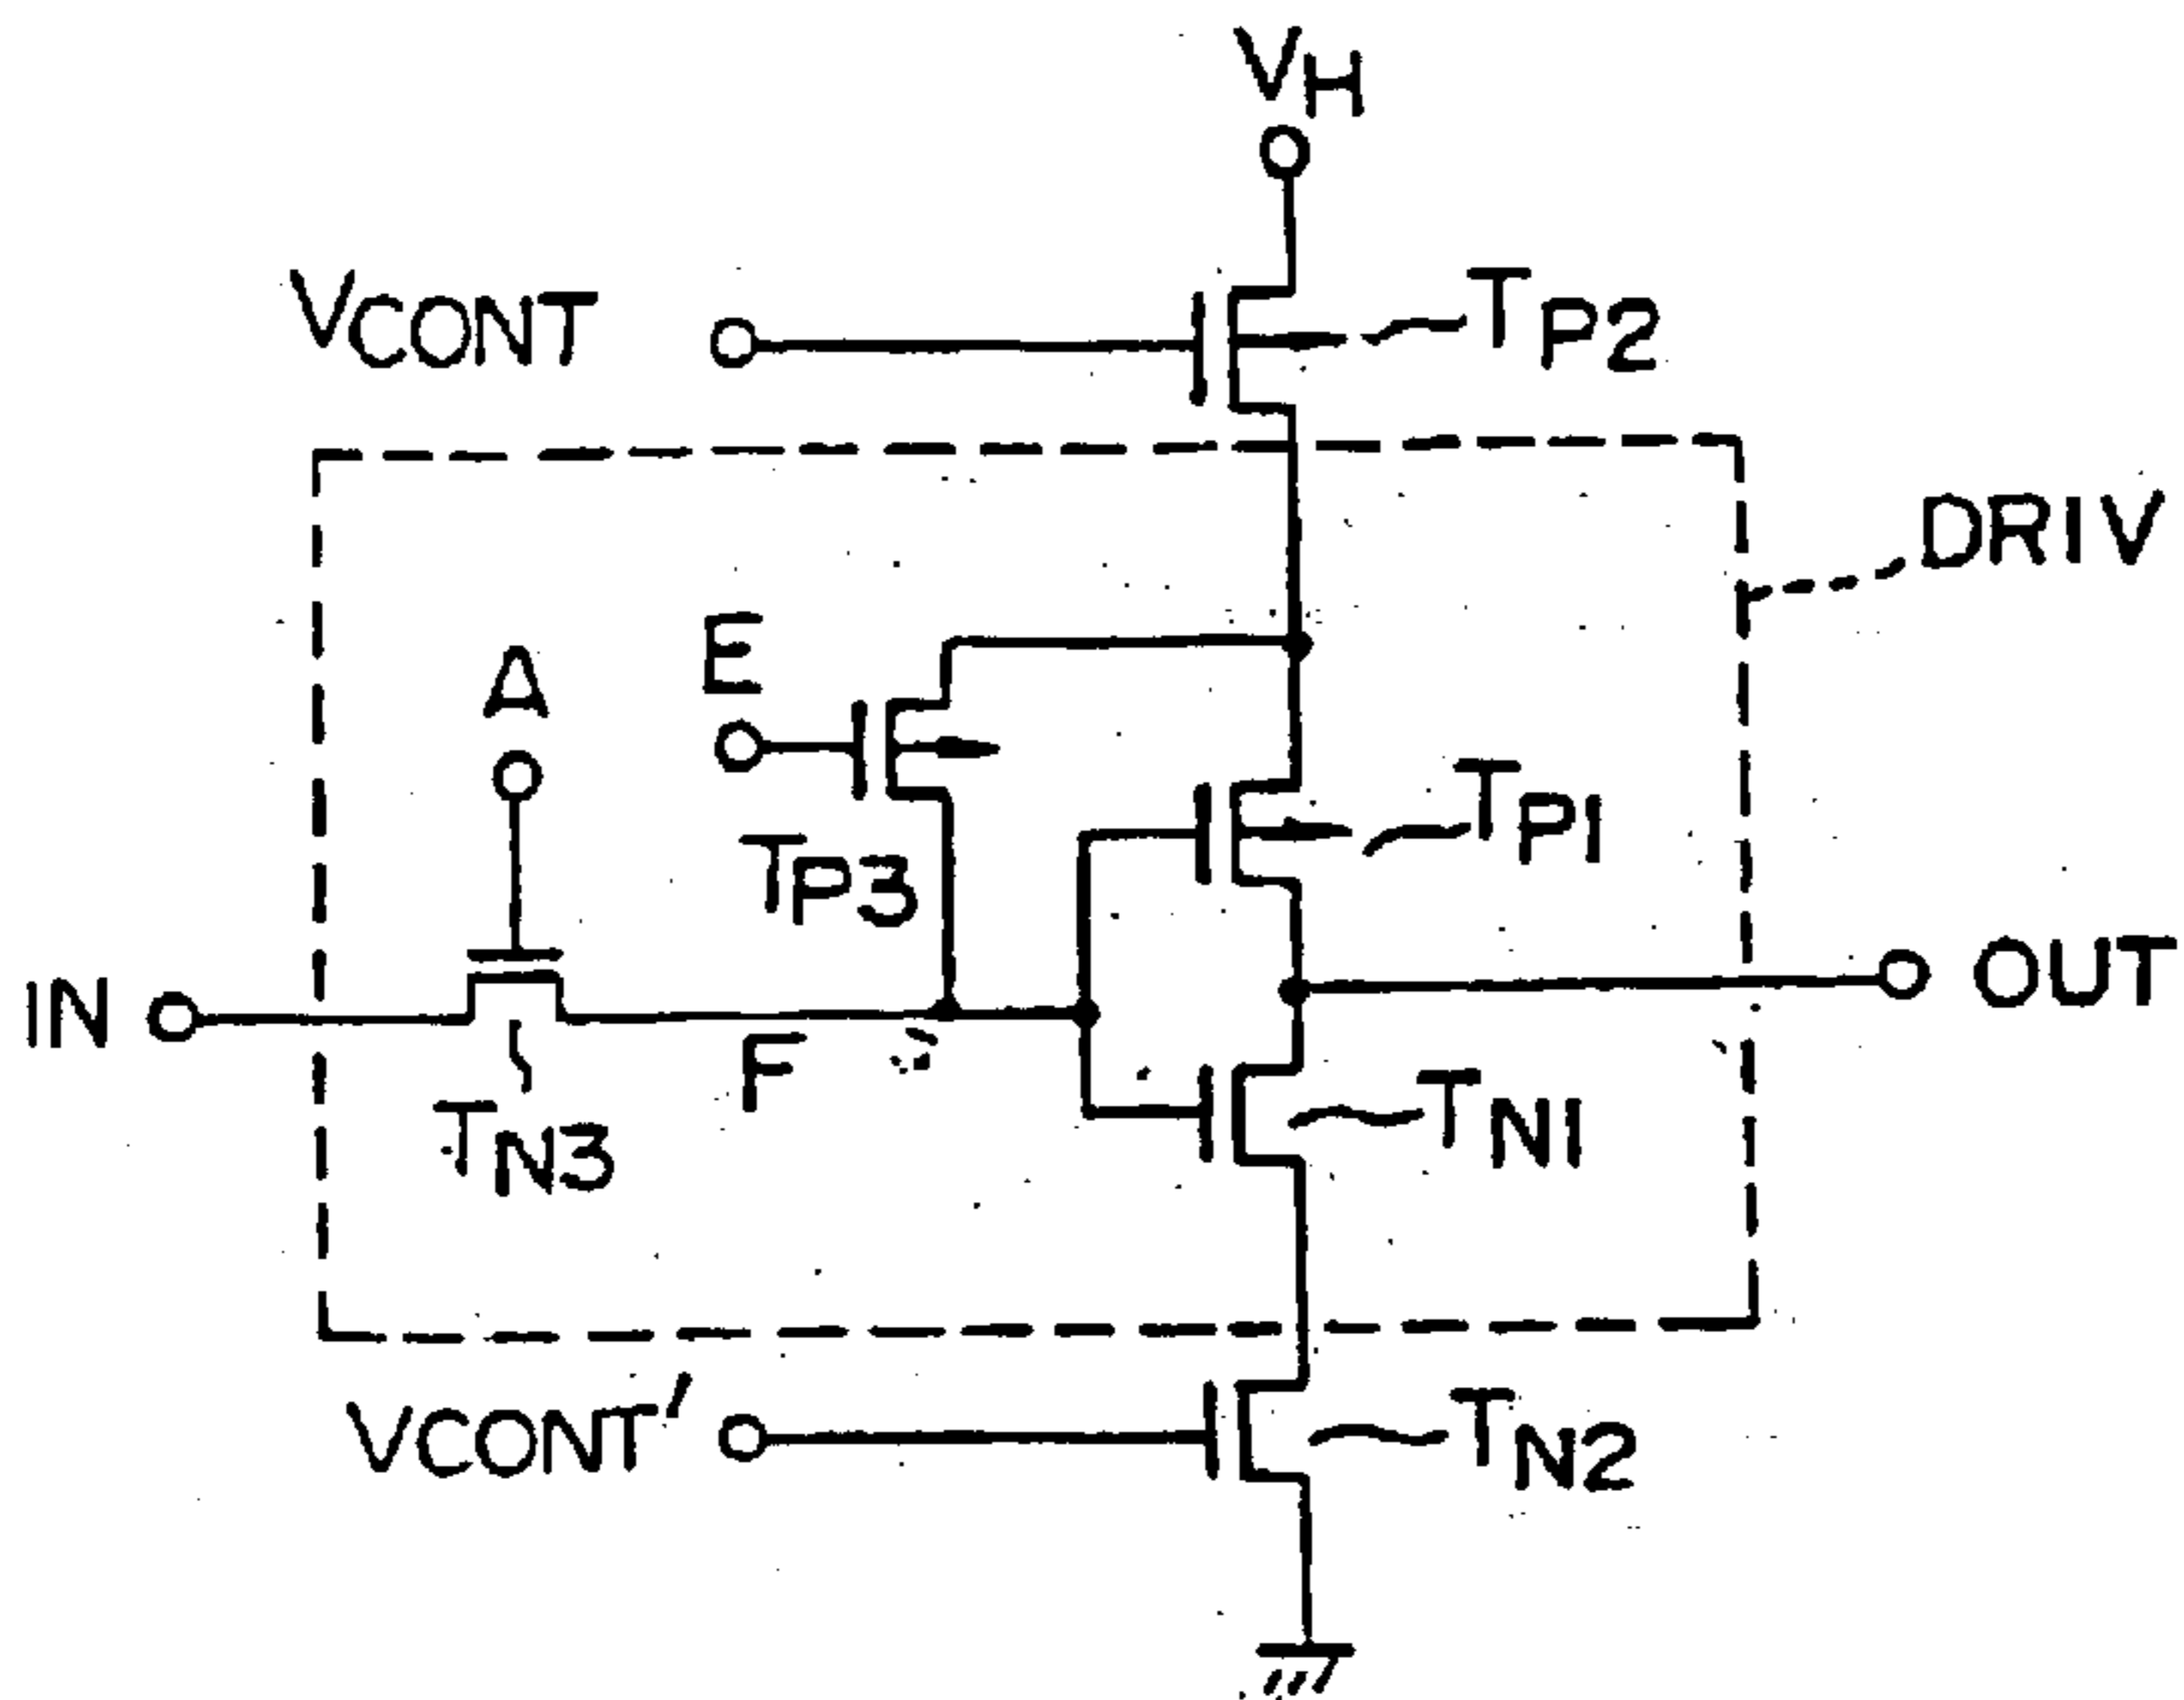 VH
VCONT
TP2
DRIV
E
A
TP1
TP3
OUT
IN
F
TN1
TN3
VCONT'
TN2